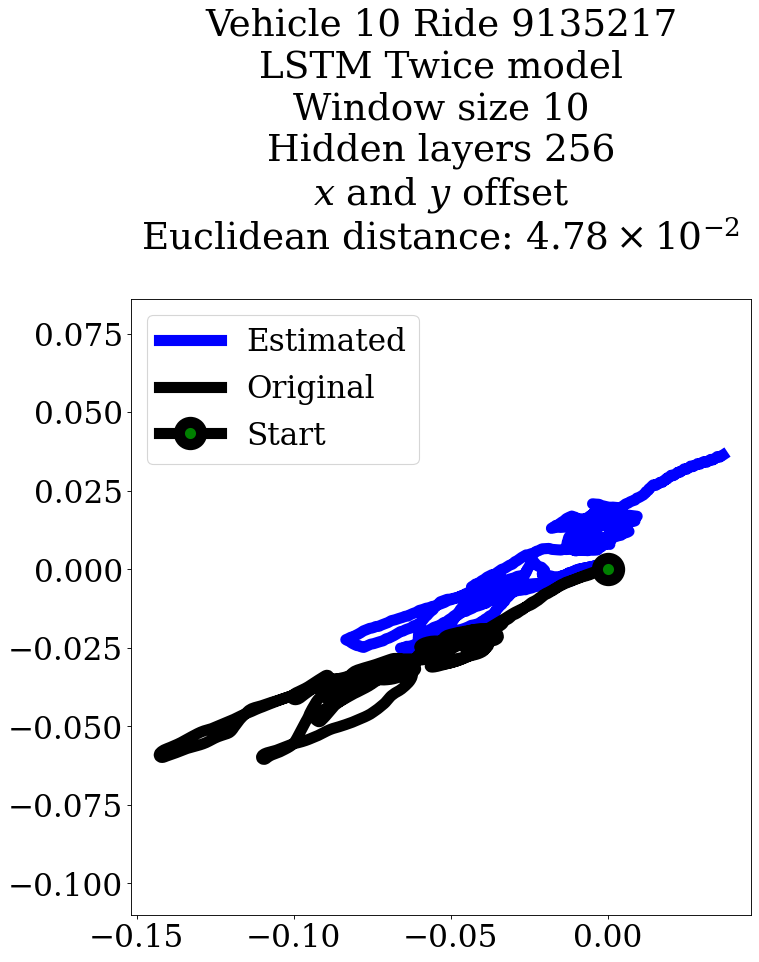 Vehicle 10 Ride 9135217
LSTM Twice model
Window size 10
Hidden layers 256
x and y offset
Euclidean distance: 4.78 × 10⁻²
Estimated
Original
Start
0.075
0.050
0.025
0.000
−0.025
−0.050
−0.075
−0.100
−0.15 −0.10 −0.05 0.00